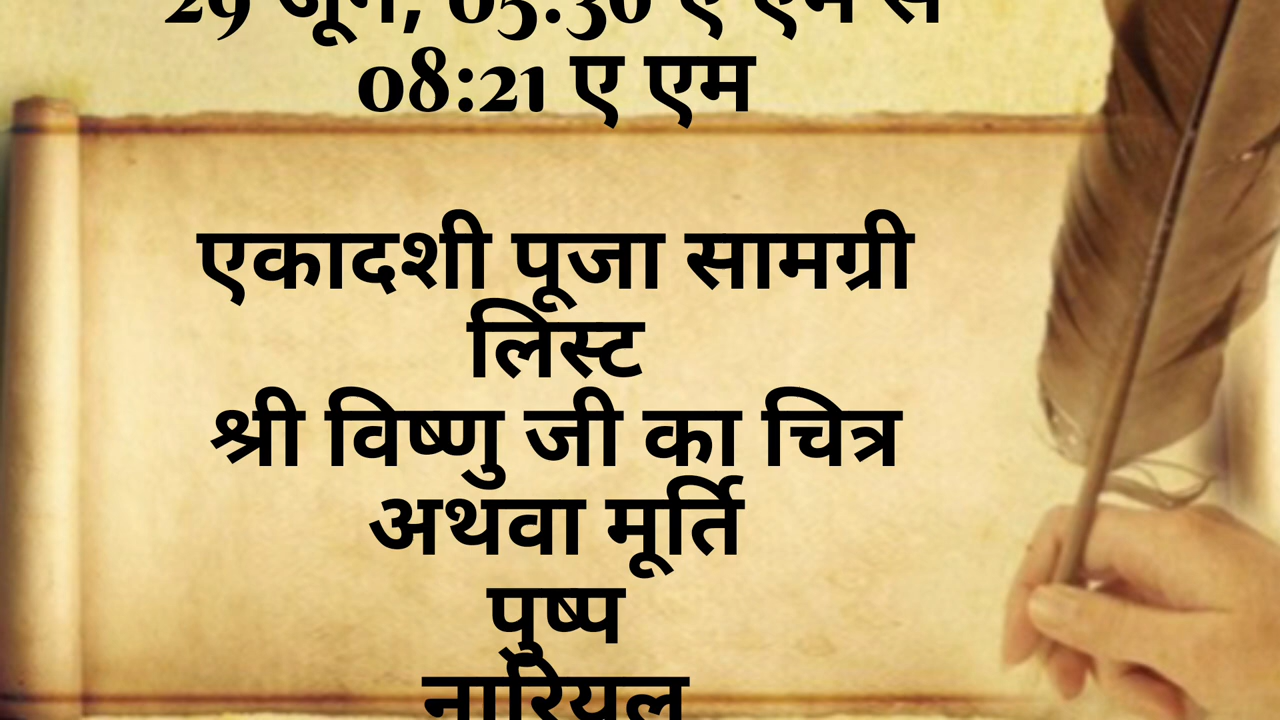 29 जून, 05:30 ए एम से
08:21 ए एम
एकादशी पूजा सामग्री
लिस्ट
श्री विष्णु जी का चित्र
अथवा मूर्ति
पुष्प
नारियल